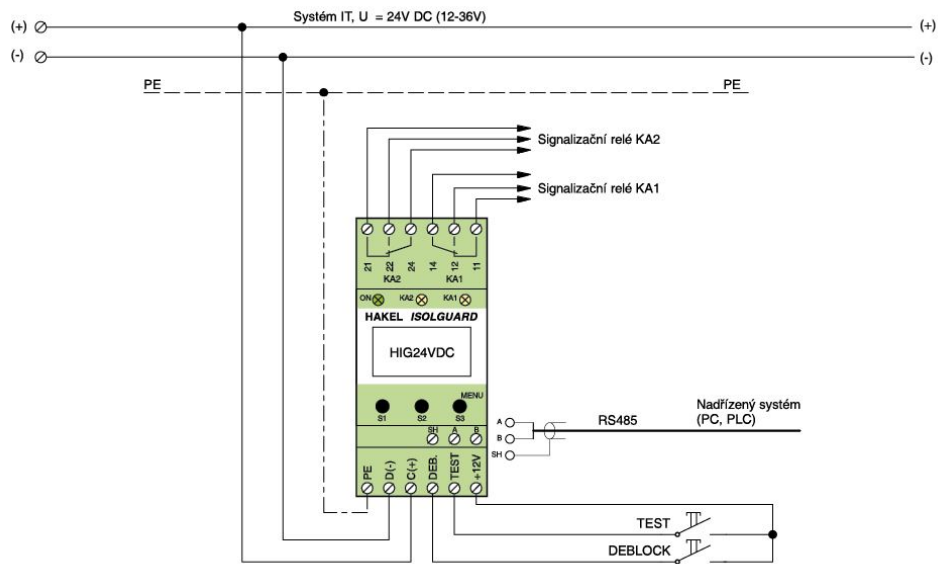 Systém IT, U = 24V DC (12-36V)
(+) (+)
(-) (-)
PE PE
Signalizační relé KA2
Signalizační relé KA1
21 22 24 14 12 11
KA2 KA1
ON KA2 KA1
HAKEL ISOLGUARD
HIG24VDC
MENU
S1 S2 S3
SH A B
PE D(-) C(+) DEB. TEST +12V
A
B
SH
RS485
Nadřízený systém
(PC, PLC)
TEST
DEBLOCK